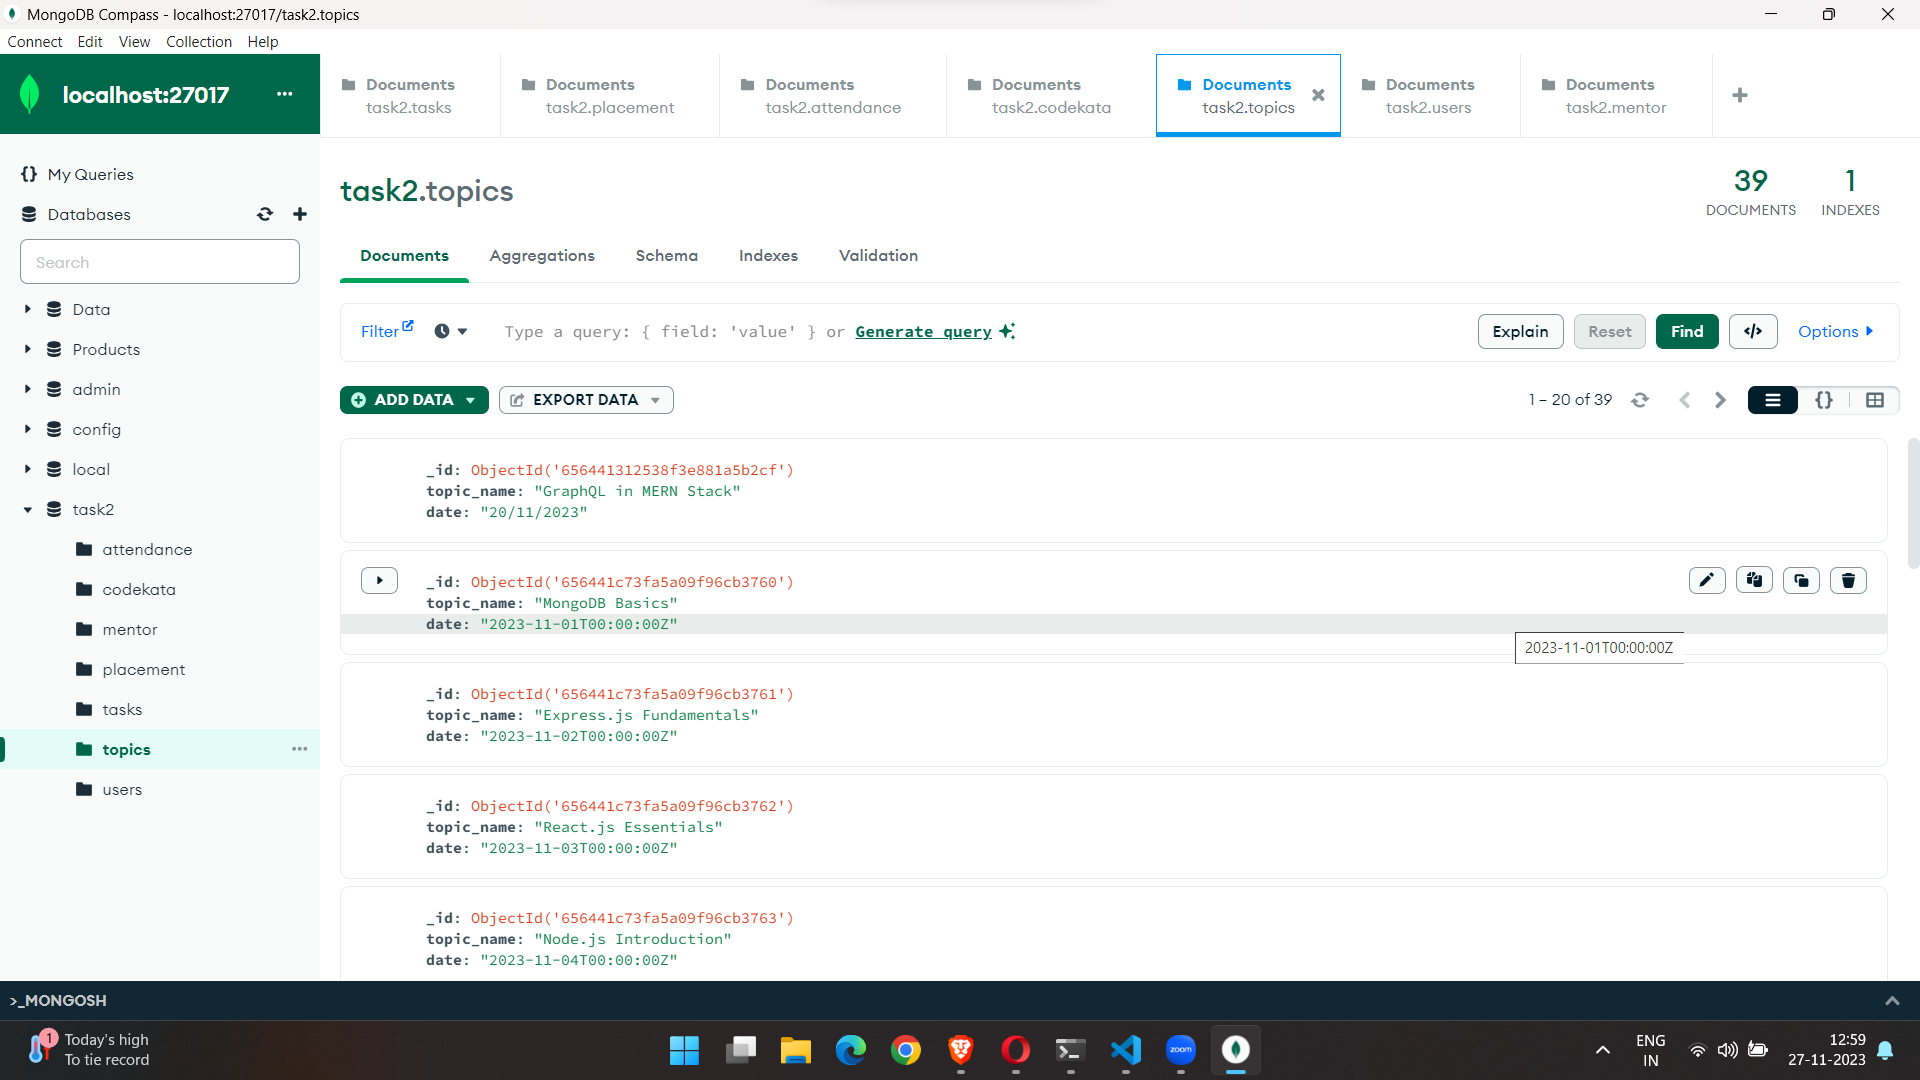 MongoDB Compass - localhost:27017/task2.topics
Connect Edit View Collection Help
localhost:27017
Documents
task2.tasks
Documents
task2.placement
Documents
task2.attendance
Documents
task2.codekata
Documents
task2.topics
Documents
task2.users
Documents
task2.mentor
{} My Queries
Databases
Search
Data
Products
admin
config
local
task2
attendance
codekata
mentor
placement
tasks
topics
users
task2.topics
39
DOCUMENTS
1
INDEXES
Documents Aggregations Schema Indexes Validation
Filter Type a query: { field: 'value' } or Generate query Explain Reset Find </> Options
ADD DATA EXPORT DATA 1 – 20 of 39 {}
_id: ObjectId('656441312538f3e881a5b2cf')
topic_name: "GraphQL in MERN Stack"
date: "20/11/2023"
_id: ObjectId('656441c73fa5a09f96cb3760')
topic_name: "MongoDB Basics"
date: "2023-11-01T00:00:00Z"
2023-11-01T00:00:00Z
_id: ObjectId('656441c73fa5a09f96cb3761')
topic_name: "Express.js Fundamentals"
date: "2023-11-02T00:00:00Z"
_id: ObjectId('656441c73fa5a09f96cb3762')
topic_name: "React.js Essentials"
date: "2023-11-03T00:00:00Z"
_id: ObjectId('656441c73fa5a09f96cb3763')
topic_name: "Node.js Introduction"
date: "2023-11-04T00:00:00Z"
>_MONGOSH
1
Today's high
To tie record
zoom
ENG
IN
12:59
27-11-2023